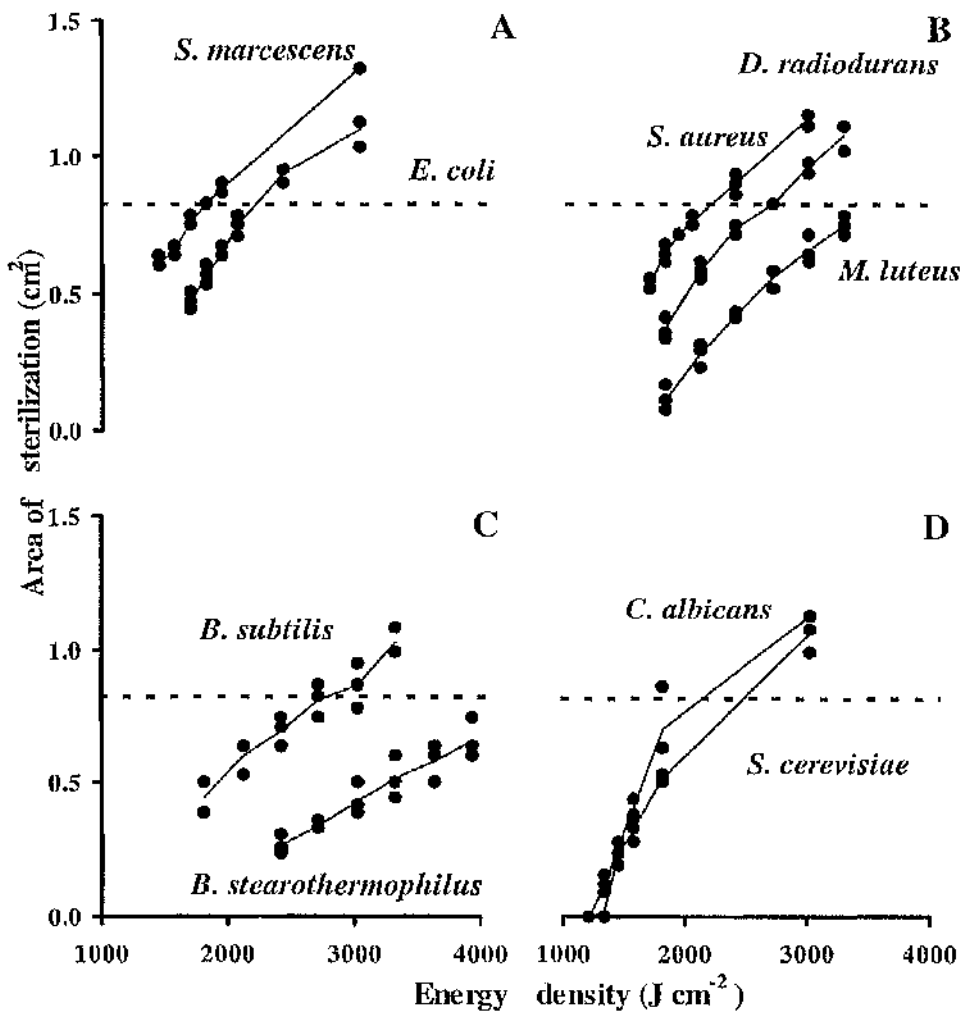 1.5
A
S. marcescens
1.0
E. coli
0.5
0.0
B
D. radiodurans
S. aureus
M. luteus
Area of sterilization (cm2)
1.5
C
B. subtilis
1.0
0.5
B. stearothermophilus
0.0
1000 2000 3000 4000
D
C. albicans
S. cerevisiae
1000 2000 3000 4000
Energy density (J cm-2)